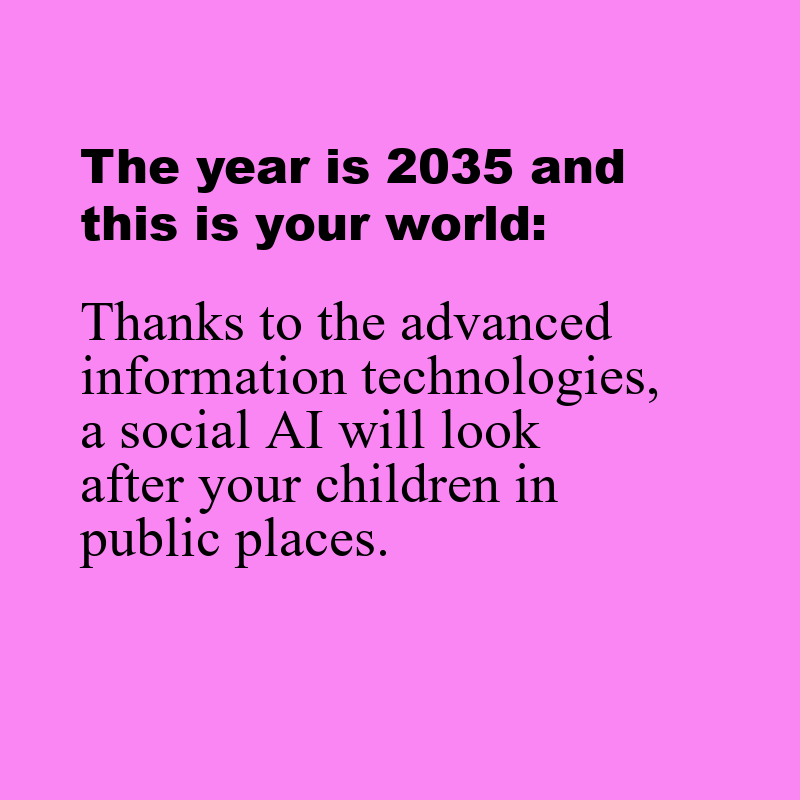 The year is 2035 and
this is your world:
Thanks to the advanced
information technologies,
a social AI will look
after your children in
public places.